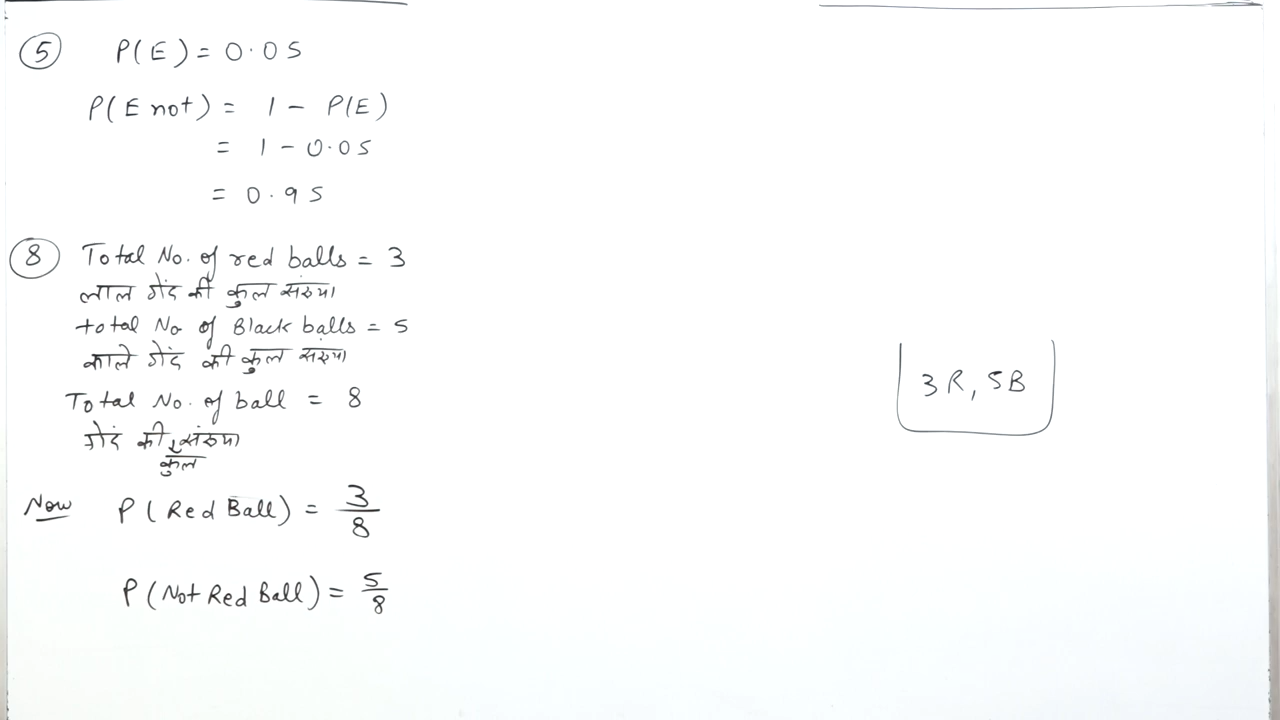 5 P(E) = 0.05
P(E not) = 1 - P(E)
= 1 - 0.05
= 0.95
8 Total No. of red balls = 3
लाल गेंद की कुल संख्या
total No of Black balls = 5
काले गेंद की कुल संख्या
Total No. of ball = 8
गेंद की संख्या
कुल
3R, 5B
Now P(Red Ball) = 3/8
P(Not Red Ball) = 5/8